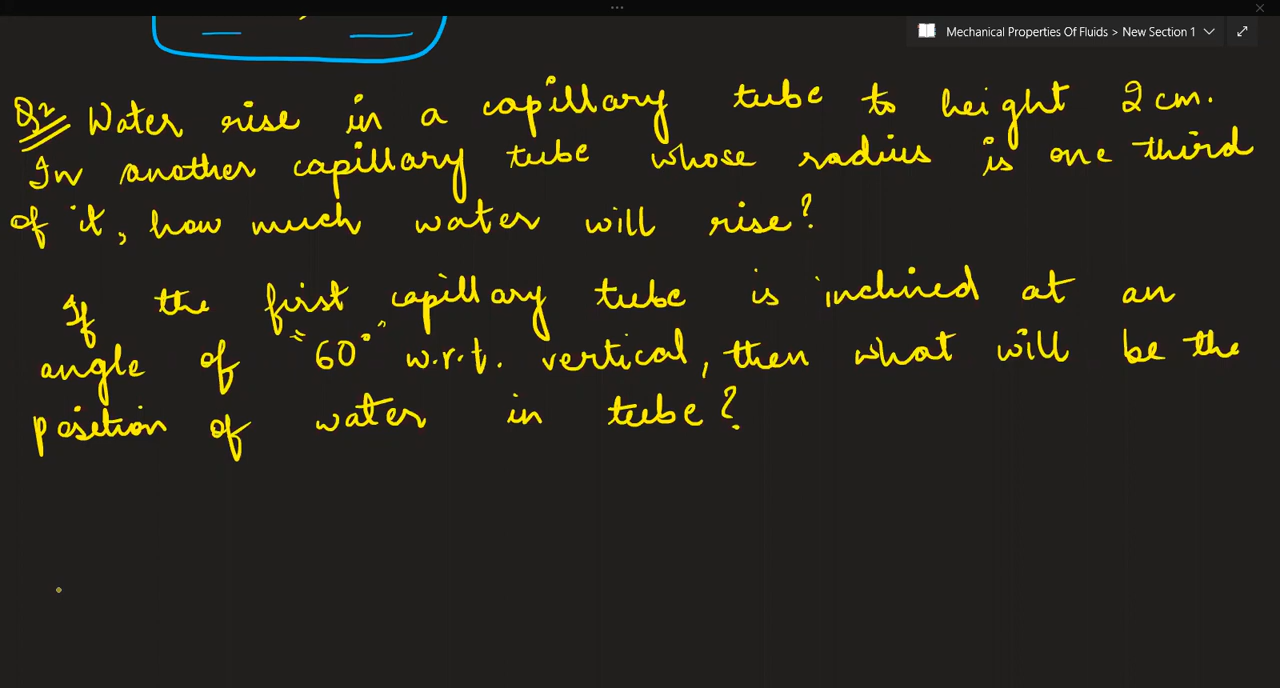 Mechanical Properties Of Fluids > New Section 1
Q2 Water rise in a capillary tube to height 2 cm.
In another capillary tube whose radius is one third
of it, how much water will rise?
If the first capillary tube is inclined at an
angle of "60°" w.r.t. vertical, then what will be the
position of water in tube?